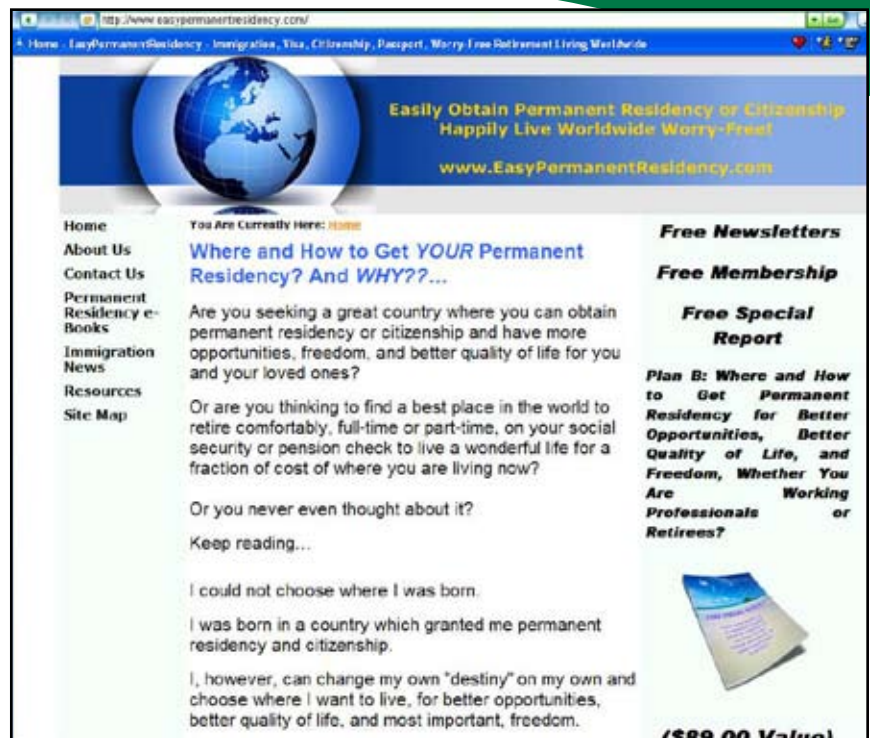 http://www.easypermanentresidency.com/
Home - EasyPermanentResidency - Immigration, Visa, Citizenship, Passport, Worry-Free Retirement Living Worldwide
Easily Obtain Permanent Residency or Citizenship
Happily Live Worldwide Worry-Free!
www.EasyPermanentResidency.com
Home
About Us
Contact Us
Permanent
Residency e-
Books
Immigration
News
Resources
Site Map
You Are Currently Here: Home
Where and How to Get YOUR Permanent
Residency? And WHY??...
Are you seeking a great country where you can obtain
permanent residency or citizenship and have more
opportunities, freedom, and better quality of life for you
and your loved ones?
Or are you thinking to find a best place in the world to
retire comfortably, full-time or part-time, on your social
security or pension check to live a wonderful life for a
fraction of cost of where you are living now?
Or you never even thought about it?
Keep reading...
I could not choose where I was born.
I was born in a country which granted me permanent
residency and citizenship.
I, however, can change my own "destiny" on my own and
choose where I want to live, for better opportunities,
better quality of life, and most important, freedom.
Free Newsletters
Free Membership
Free Special
Report
Plan B: Where and How
to Get Permanent
Residency for Better
Opportunities, Better
Quality of Life, and
Freedom, Whether You
Are Working
Professionals or
Retirees?
($89.00 Value)